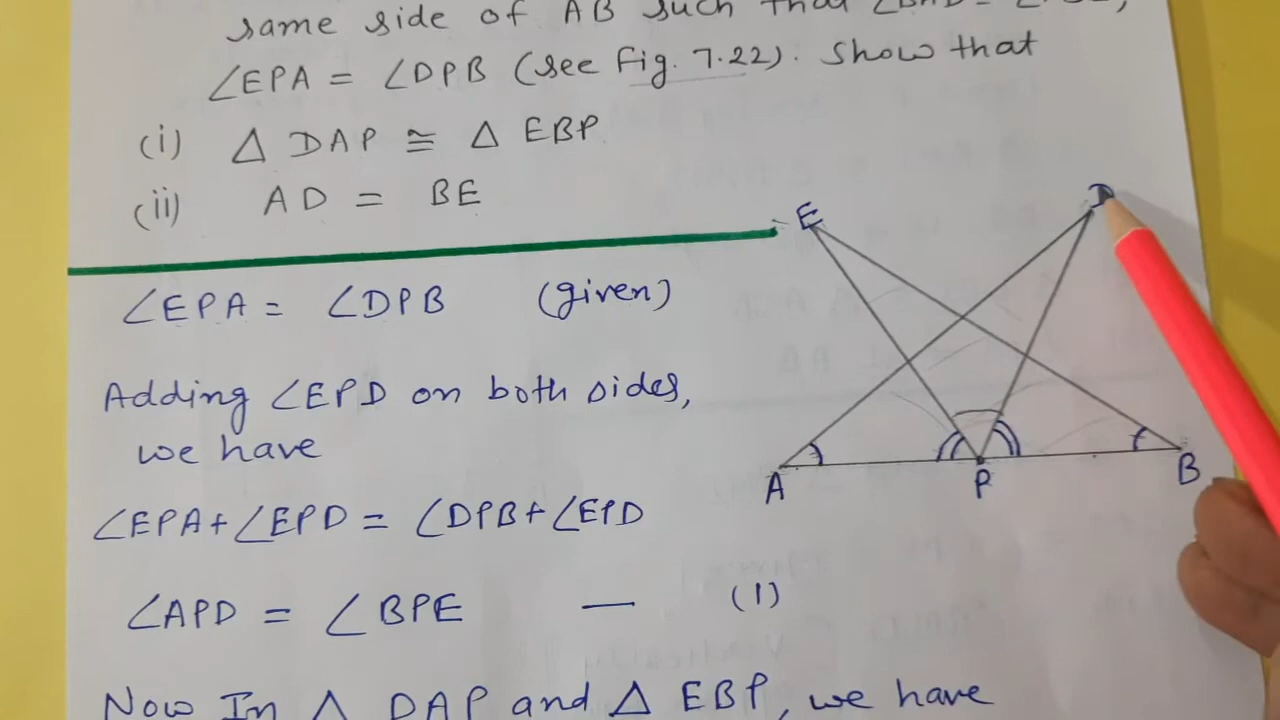 same side of AB such that
∠EPA = ∠DPB (see Fig. 7.22). Show that
(i) △ DAP ≅ △ EBP
(ii) AD = BE
E
D
A
P
B
∠EPA = ∠DPB (given)
Adding ∠EPD on both sides,
we have
∠EPA + ∠EPD = ∠DPB + ∠EPD
∠APD = ∠BPE — (1)
Now In △ DAP and △ EBP, we have